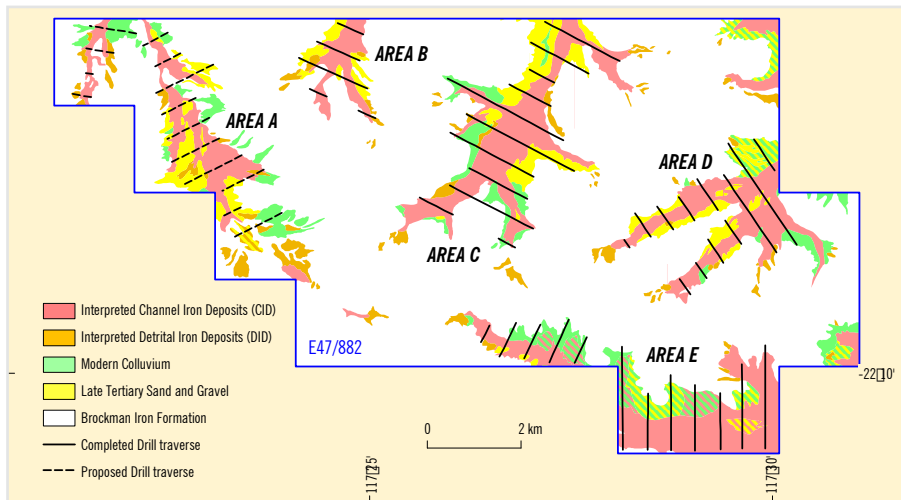 AREA B
AREA A
AREA D
AREA C
Interpreted Channel Iron Deposits (CID)
Interpreted Detrital Iron Deposits (DID)
Modern Colluvium
Late Tertiary Sand and Gravel
Brockman Iron Formation
Completed Drill traverse
Proposed Drill traverse
E47/882
AREA E
-22▯10'
0 2 km
117▯25'
117▯30'